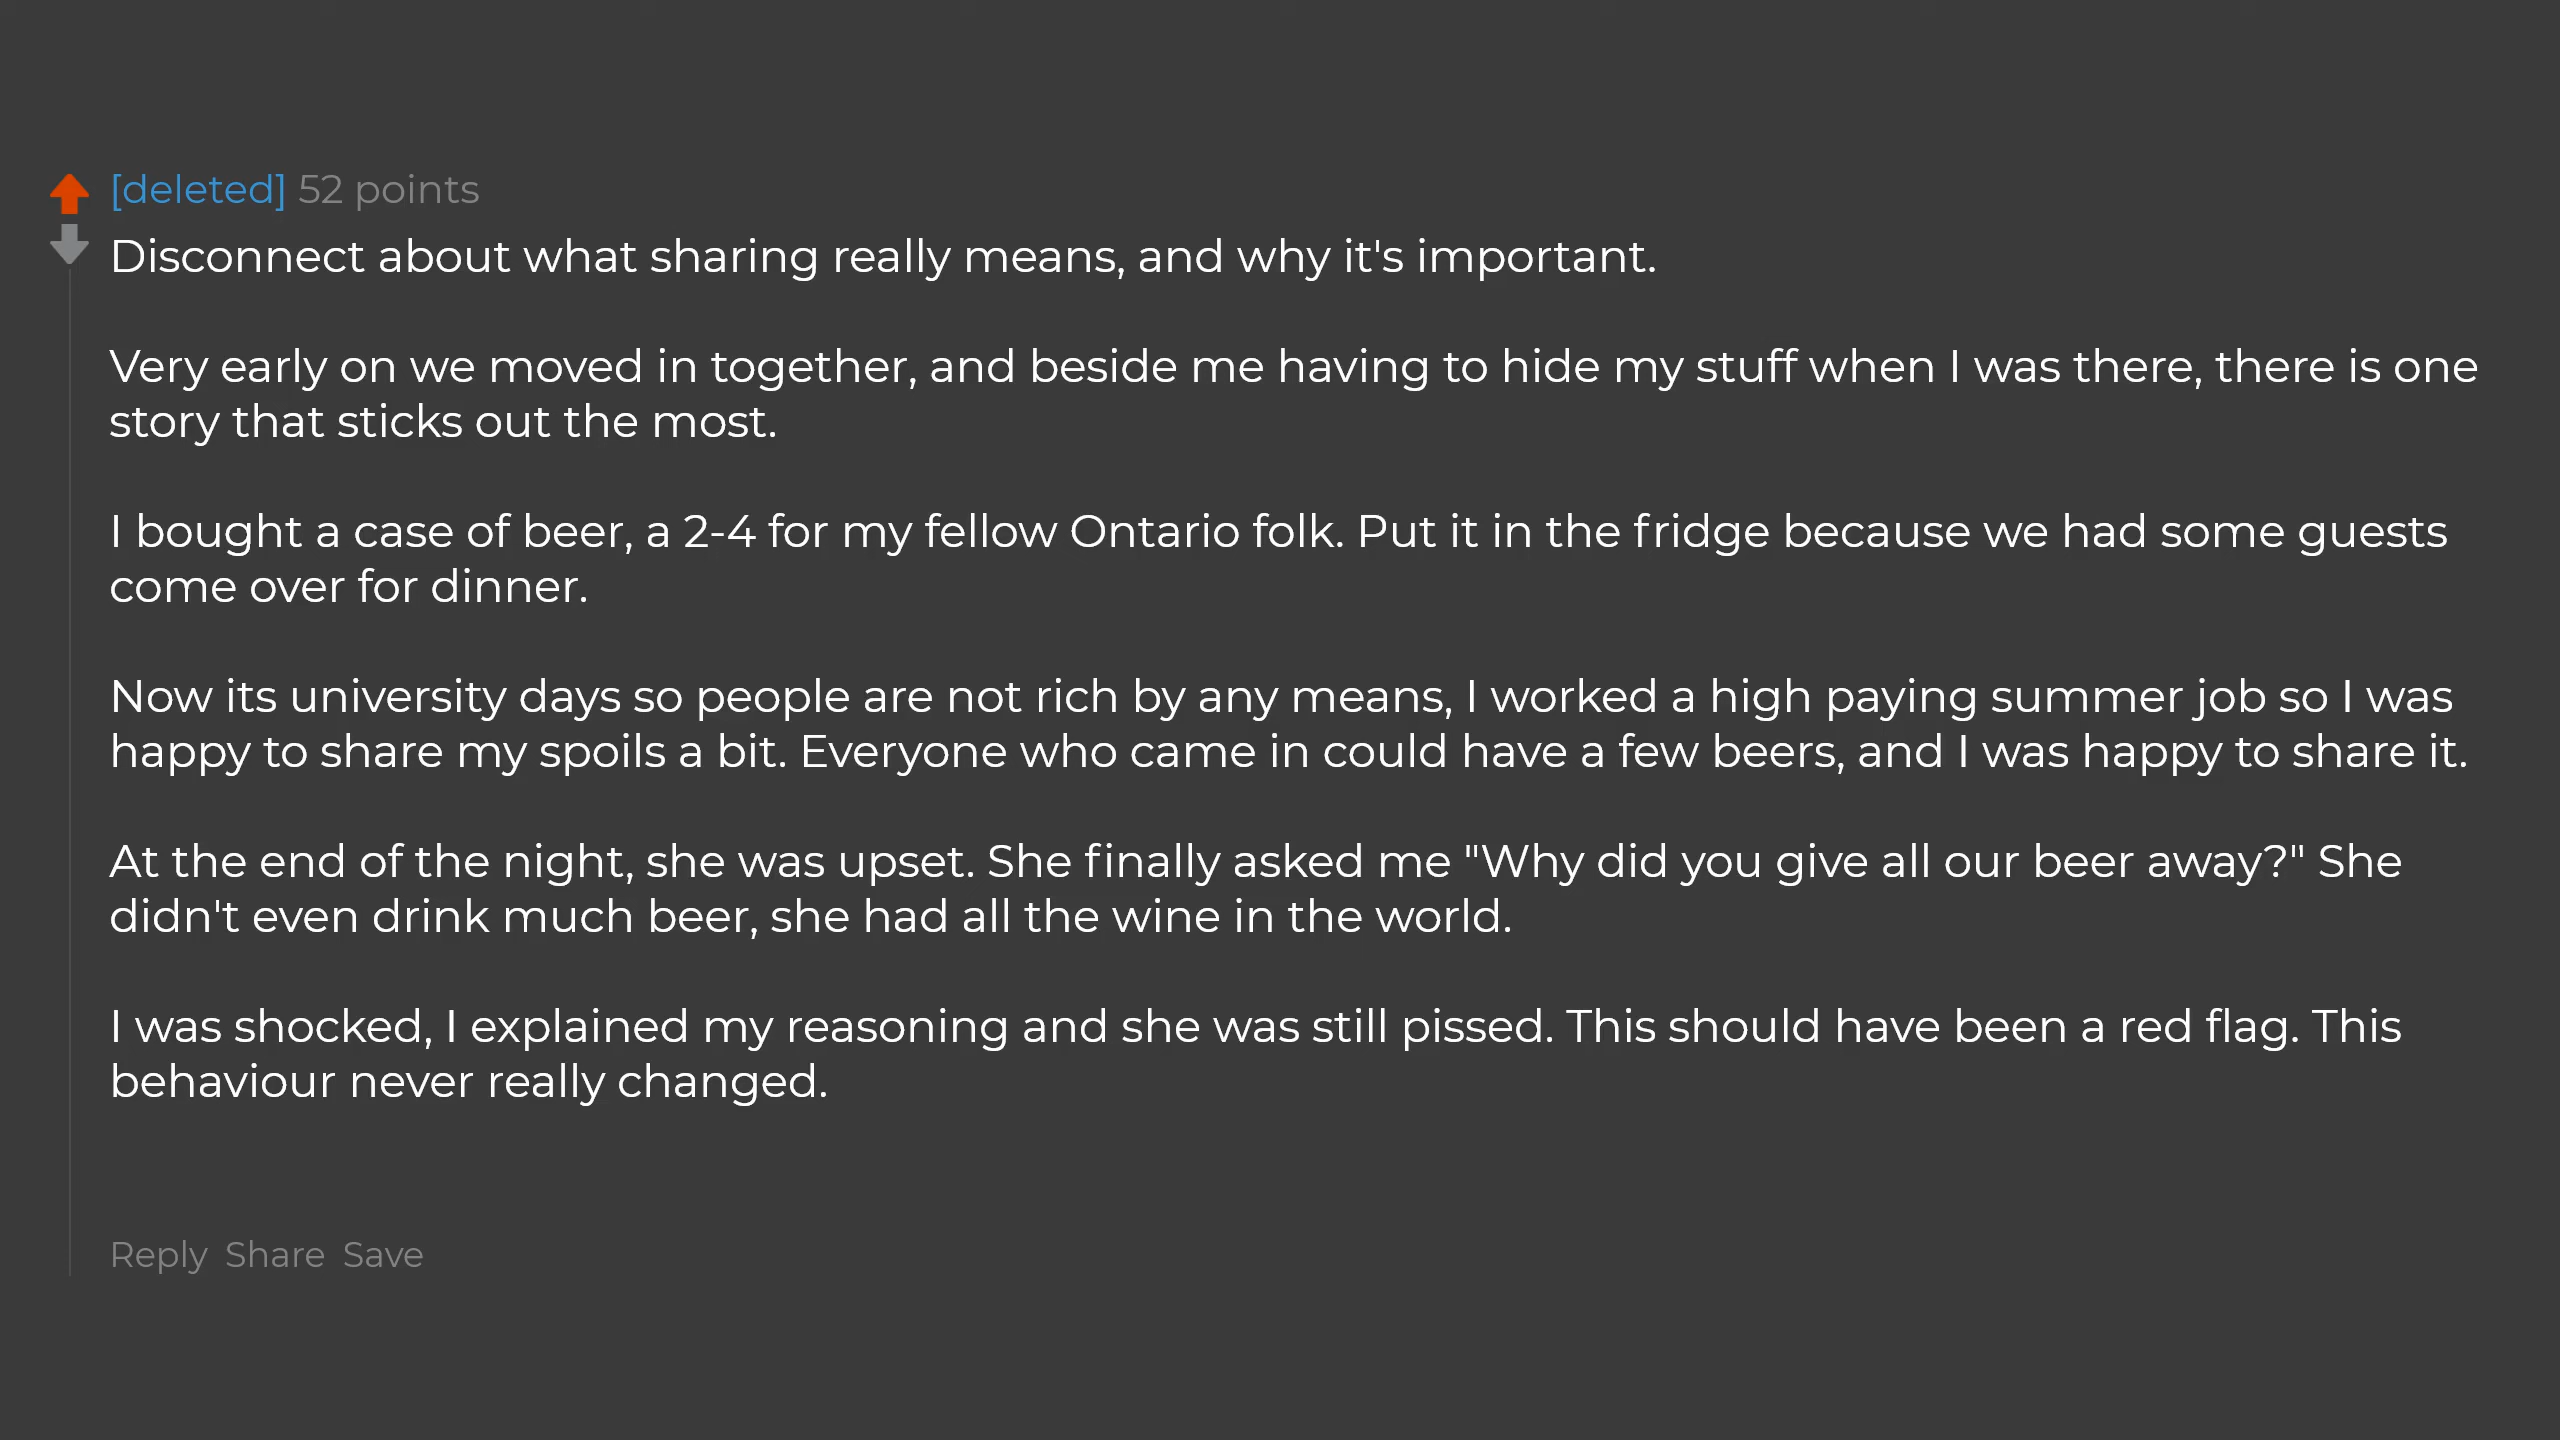 [deleted] 52 points
Disconnect about what sharing really means, and why it's important.
Very early on we moved in together, and beside me having to hide my stuff when I was there, there is one
story that sticks out the most.
I bought a case of beer, a 2-4 for my fellow Ontario folk. Put it in the fridge because we had some guests
come over for dinner.
Now its university days so people are not rich by any means, I worked a high paying summer job so I was
happy to share my spoils a bit. Everyone who came in could have a few beers, and I was happy to share it.
At the end of the night, she was upset. She finally asked me "Why did you give all our beer away?" She
didn't even drink much beer, she had all the wine in the world.
I was shocked, I explained my reasoning and she was still pissed. This should have been a red flag. This
behaviour never really changed.
Reply Share Save